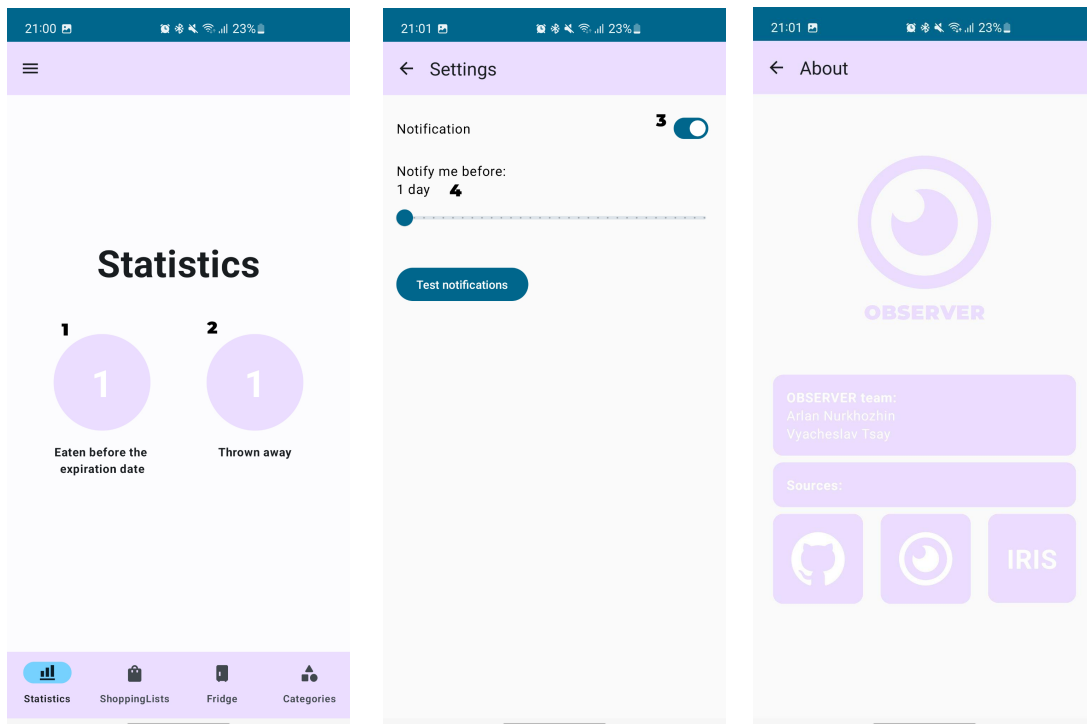 21:00 23%
Statistics
1 2
1 1
Eaten before the
expiration date
Thrown away
Statistics ShoppingLists Fridge Categories
21:01 23%
Settings
Notification 3
Notify me before:
1 day 4
Test notifications
21:01 23%
About
OBSERVER
OBSERVER team:
Arlan Nurkhozhin
Vyacheslav Tsay
Sources:
IRIS